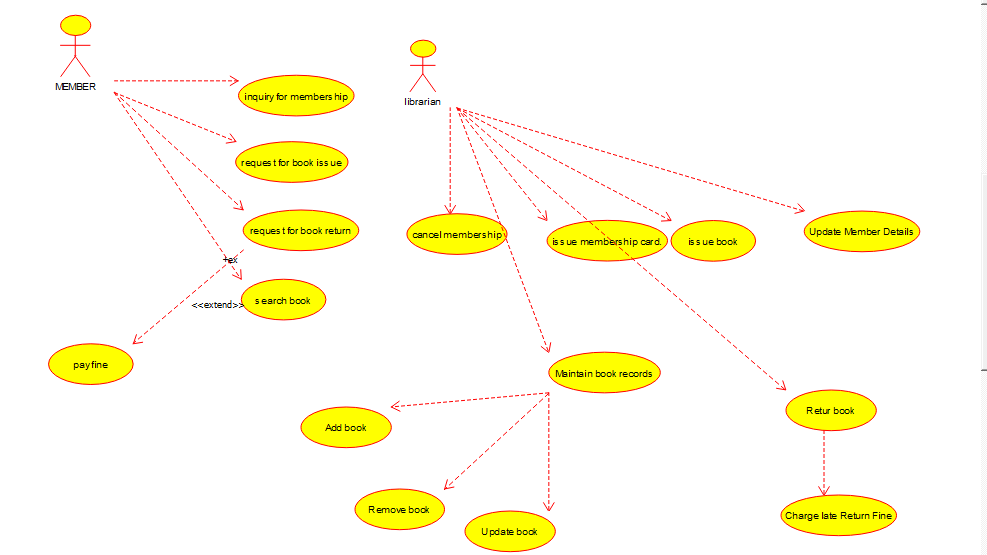 MEMBER
librarian
inquiry for membership
request for book issue
request for book return
+ex
search book
<<extend>>
pay fine
cancel membership
issue membership card.
issue book
Update Member Details
Maintain book records
Add book
Remove book
Update book
Retur book
Charge late Return Fine